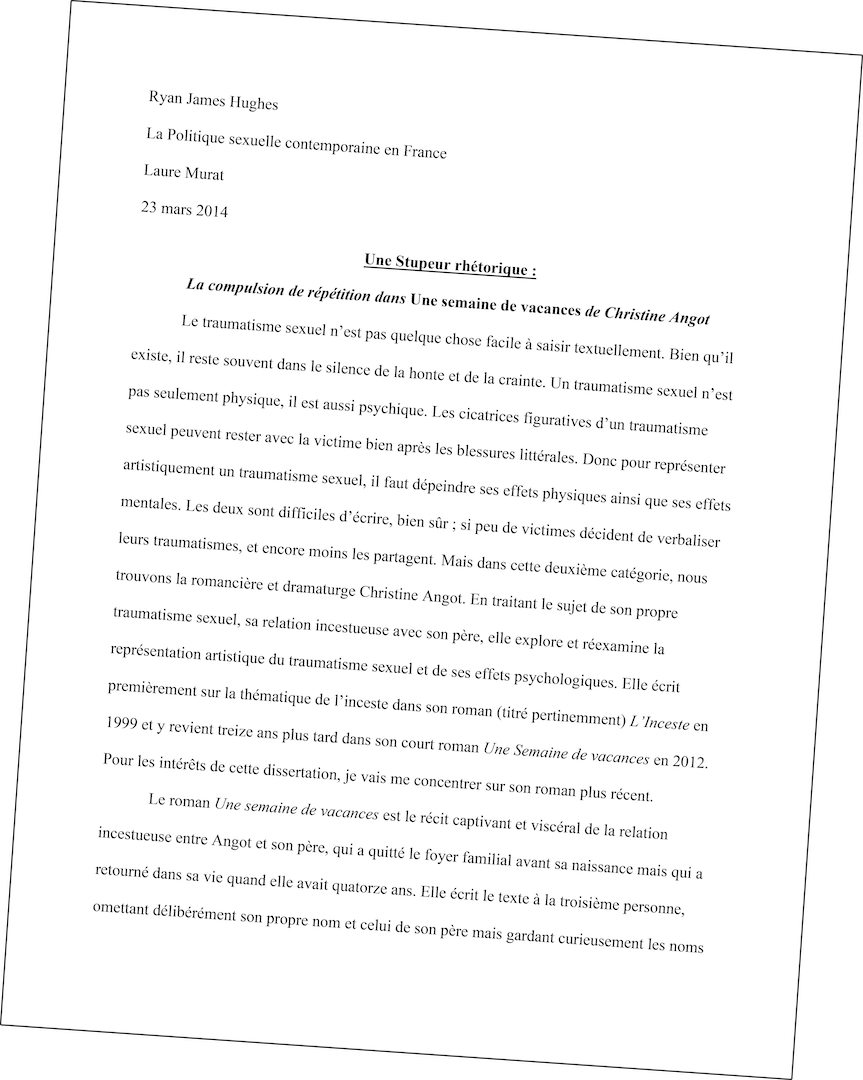 Ryan James Hughes
La Politique sexuelle contemporaine en France
Laure Murat
23 mars 2014
Une Stupeur rhétorique :
La compulsion de répétition dans Une semaine de vacances de Christine Angot
Le traumatisme sexuel n’est pas quelque chose facile à saisir textuellement. Bien qu’il
existe, il reste souvent dans le silence de la honte et de la crainte. Un traumatisme sexuel n’est
pas seulement physique, il est aussi psychique. Les cicatrices figuratives d’un traumatisme
sexuel peuvent rester avec la victime bien après les blessures littérales. Donc pour représenter
artistiquement un traumatisme sexuel, il faut dépeindre ses effets physiques ainsi que ses effets
mentales. Les deux sont difficiles d’écrire, bien sûr ; si peu de victimes décident de verbaliser
leurs traumatismes, et encore moins les partagent. Mais dans cette deuxième catégorie, nous
trouvons la romancière et dramaturge Christine Angot. En traitant le sujet de son propre
traumatisme sexuel, sa relation incestueuse avec son père, elle explore et réexamine la
représentation artistique du traumatisme sexuel et de ses effets psychologiques. Elle écrit
premièrement sur la thématique de l’inceste dans son roman (titré pertinemment) L’Inceste en
1999 et y revient treize ans plus tard dans son court roman Une Semaine de vacances en 2012.
Pour les intérêts de cette dissertation, je vais me concentrer sur son roman plus récent.
Le roman Une semaine de vacances est le récit captivant et viscéral de la relation
incestueuse entre Angot et son père, qui a quitté le foyer familial avant sa naissance mais qui a
retourné dans sa vie quand elle avait quatorze ans. Elle écrit le texte à la troisième personne,
omettant délibérément son propre nom et celui de son père mais gardant curieusement les noms